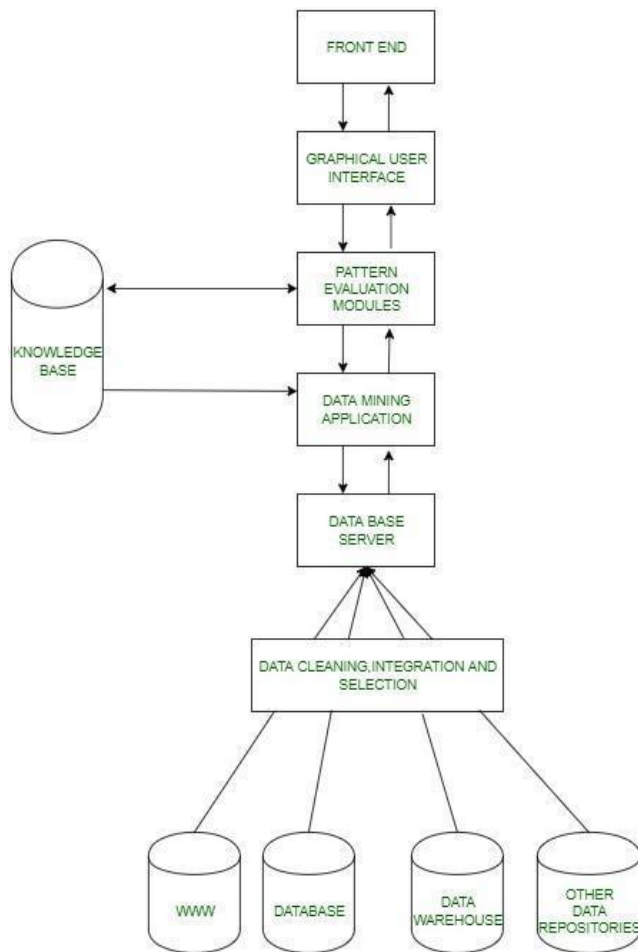 FRONT END
GRAPHICAL USER
INTERFACE
PATTERN
EVALUATION
MODULES
KNOWLEDGE
BASE
DATA MINING
APPLICATION
DATA BASE
SERVER
DATA CLEANING,INTEGRATION AND
SELECTION
WWW
DATABASE
DATA
WAREHOUSE
OTHER
DATA
REPOSITORIES